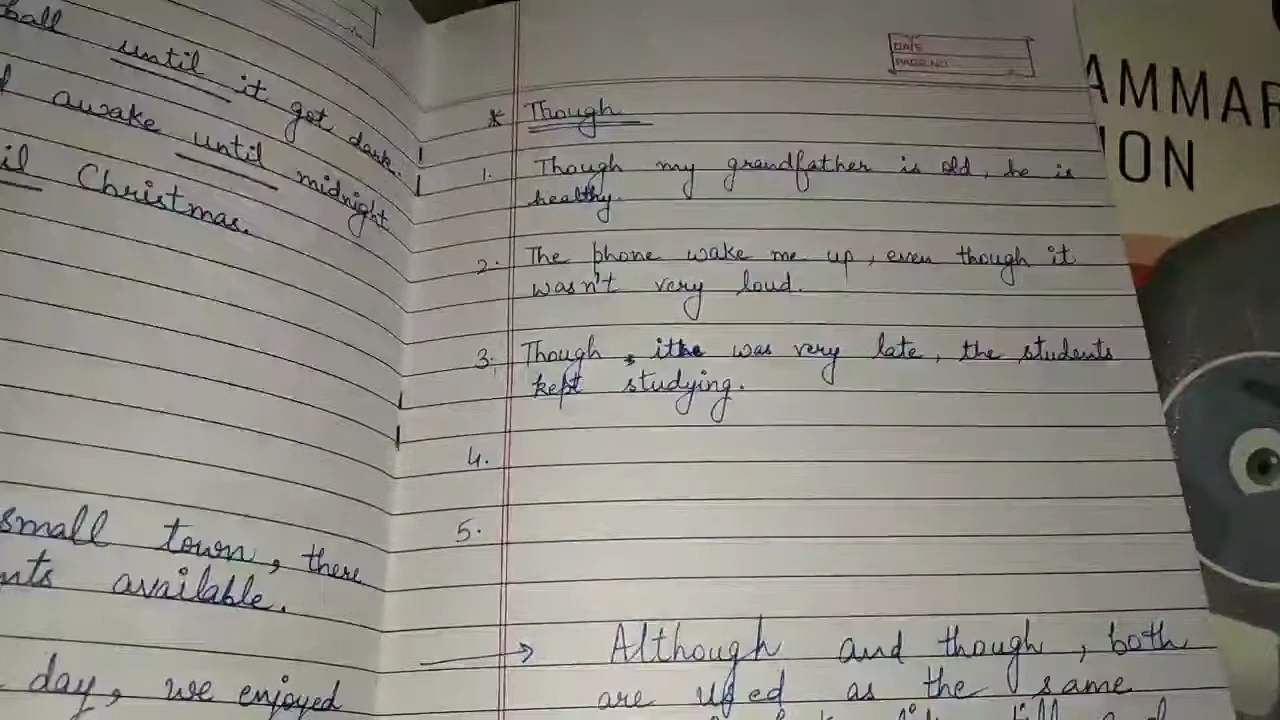 ball until it got dark.
awake until midnight
il Christmas.
small town, there
nts available.
day, we enjoyed
DATE
PAGE NO.
* Though
1. Though my grandfather is old, he is
healthy.
2. The phone wake me up, even though it
wasn't very loud.
3. Though, it was very late, the students
kept studying.
4.
5.
→ Although and though, both
are used as the same
AMMAR
ION